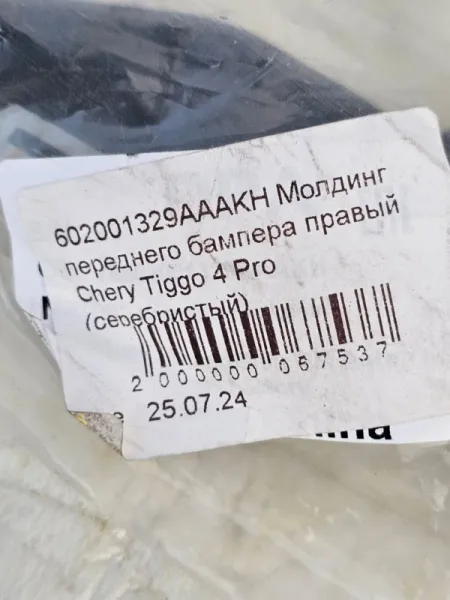 602001329AAAKH Молдинг
переднего бампера правый
Chery Tiggo 4 Pro
(серебристый)
2 000000 067537
25.07.24